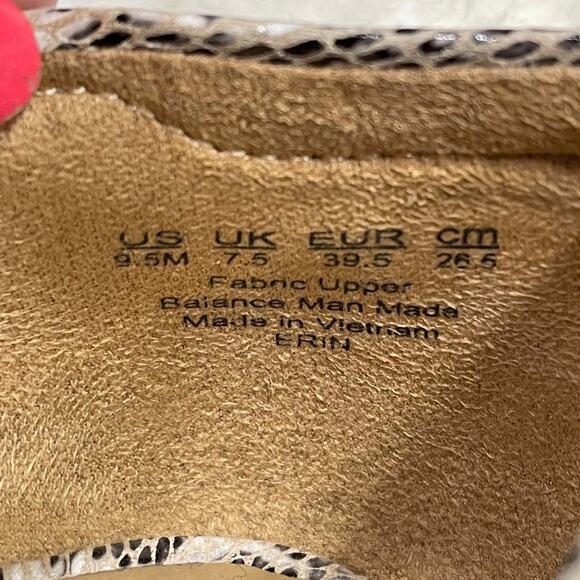 US UK EUR cm
9.5M 7.5 39.5 26.5
Fabric Upper
Balance Man Made
Made in Vietnam
ERIN